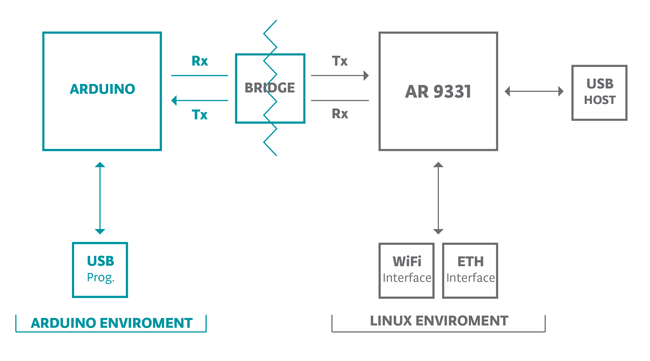 Rx
Tx
ARDUINO
BRIDGE
AR 9331
USB
HOST
Tx
Rx
USB
Prog.
WiFi
Interface
ETH
Interface
ARDUINO ENVIROMENT
LINUX ENVIROMENT